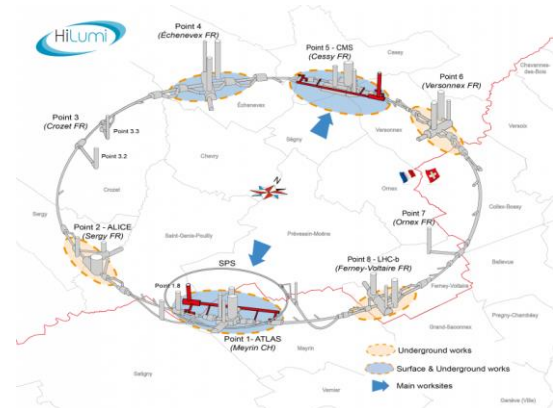 HiLumi
Point 4
(Échenevex FR)
Point 5 - CMS
(Cessy FR)
Cessy
Chavannes-
des-Bois
Point 6
(Versonnex FR)
Point 3
(Crozet FR)
Point 3.3
Point 3.2
Échenevex
Ségny
Versonnex
Versoix
Chevry
Crozet
N
Ornex
Collex-Bossy
Sergy
Point 2 - ALICE
(Sergy FR)
Saint-Genis-Pouilly
Prévessin-Moëns
Point 7
(Ornex FR)
Bellevue
SPS
Point 8 - LHC-b
(Ferney-Voltaire FR)
Ferney-Voltaire
Point 1.8
Pregny-Chambésy
Grand-Saconnex
Point 1- ATLAS
(Meyrin CH)
Meyrin
Satigny
Vernier
Genève (Ville)
Underground works
Surface & Underground works
Main worksites